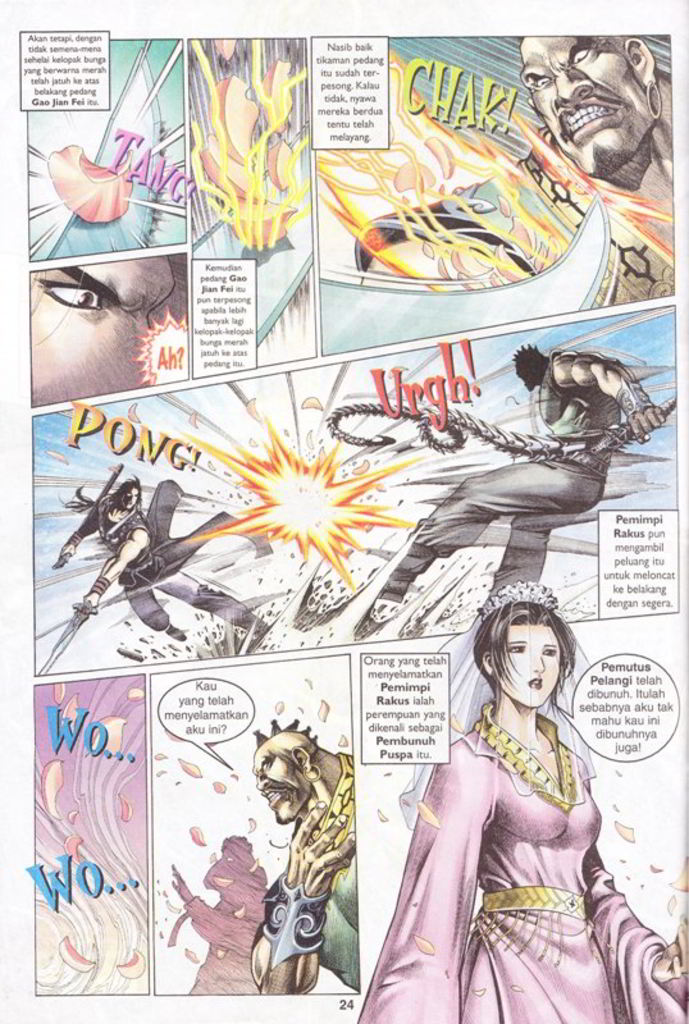 Akan tetapi, dengan
tidak semena-mena
sehelai kelopak bunga
yang berwarna merah
telah jatuh ke atas
belakang pedang
Gao Jian Fei itu.
TANG!
Kemudian
pedang Gao
Jian Fei itu
pun terpesong
apabila lebih
banyak lagi
kelopak-kelopak
bunga merah
jatuh ke atas
pedang itu.
Nasib baik
tikaman pedang
itu sudah ter-
pesong. Kalau
tidak, nyawa
mereka berdua
tentu telah
melayang.
CHAK!
Ah?
PONG!
Urgh!
Pemimpi
Rakus pun
mengambil
peluang itu
untuk meloncat
ke belakang
dengan segera.
Wo...
Wo...
Kau
yang telah
menyelamatkan
aku ini?
Orang yang telah
menyelamatkan
Pemimpi
Rakus ialah
perempuan yang
dikenali sebagai
Pembunuh
Puspa itu.
Pemutus
Pelangi telah
dibunuh. Itulah
sebabnya aku tak
mahu kau ini
dibunuhnya
juga!
24